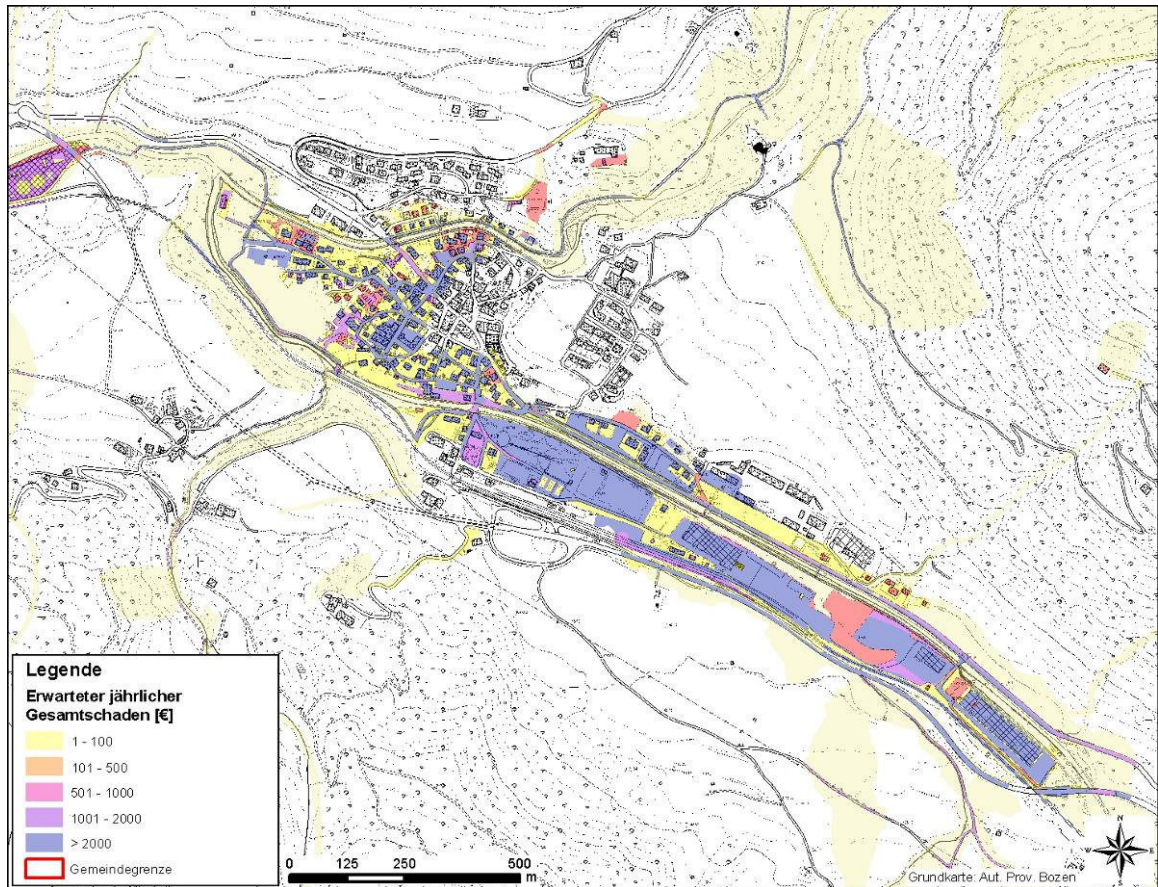 Legende
Erwarteter jährlicher
Gesamtschaden [€]
1 - 100
101 - 500
501 - 1000
1001 - 2000
> 2000
Gemeindegrenze
0 125 250 500
m
N
W E
S
Grundkarte: Aut. Prov. Bozen